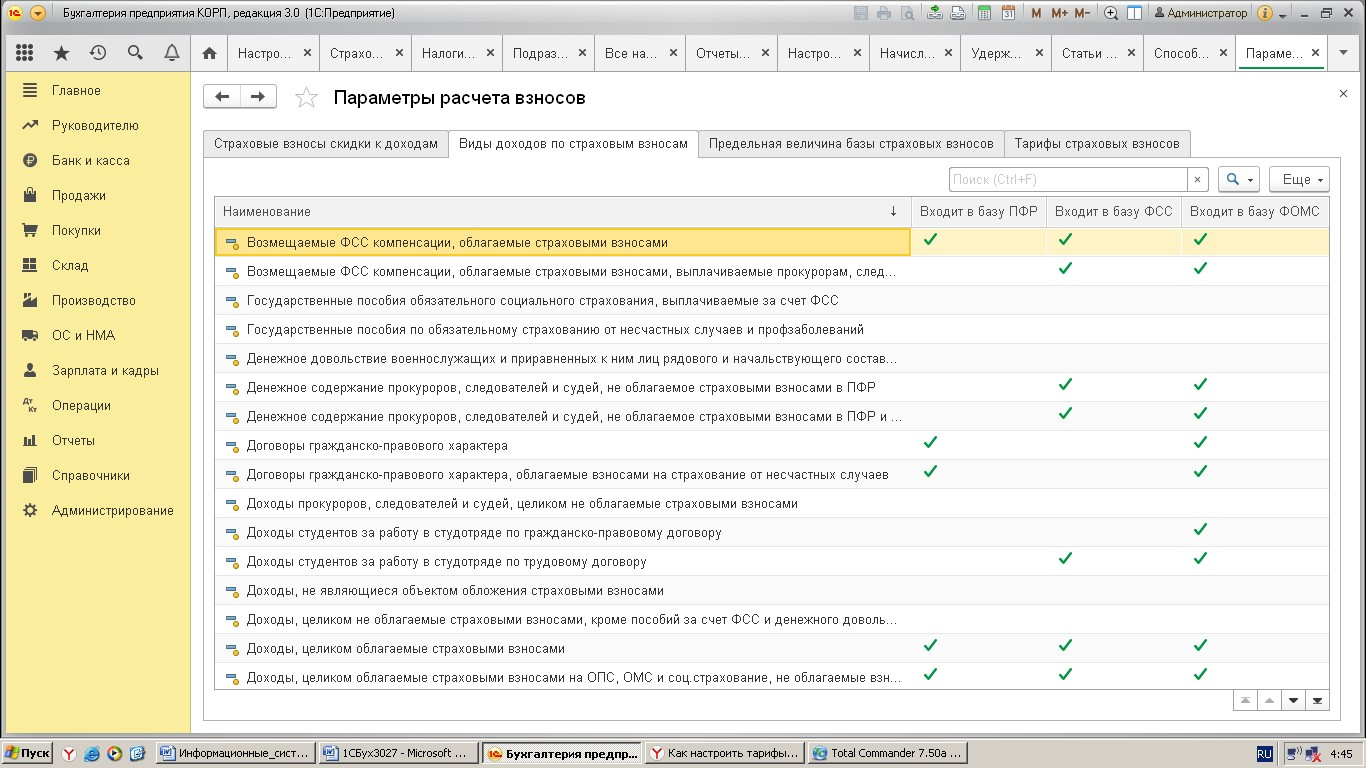 Бухгалтерия предприятия КОРП, редакция 3.0 (1С:Предприятие)
M M+ M- Администратор
Настро... Страхо... Налоги... Подраз... Все на... Отчеты... Настро... Начисл... Удерж... Статьи ... Способ... Параме...
Главное
Руководителю
Банк и касса
Продажи
Покупки
Склад
Производство
ОС и НМА
Зарплата и кадры
Дт Кт Операции
Отчеты
Справочники
Администрирование
Параметры расчета взносов
Страховые взносы скидки к доходам Виды доходов по страховым взносам Предельная величина базы страховых взносов Тарифы страховых взносов
Поиск (Ctrl+F) × Еще
Наименование ↓ Входит в базу ПФР Входит в базу ФСС Входит в базу ФОМС
Возмещаемые ФСС компенсации, облагаемые страховыми взносами
Возмещаемые ФСС компенсации, облагаемые страховыми взносами, выплачиваемые прокурорам, след...
Государственные пособия обязательного социального страхования, выплачиваемые за счет ФСС
Государственные пособия по обязательному страхованию от несчастных случаев и профзаболеваний
Денежное довольствие военнослужащих и приравненных к ним лиц рядового и начальствующего состав...
Денежное содержание прокуроров, следователей и судей, не облагаемое страховыми взносами в ПФР
Денежное содержание прокуроров, следователей и судей, не облагаемое страховыми взносами в ПФР и ...
Договоры гражданско-правового характера
Договоры гражданско-правового характера, облагаемые взносами на страхование от несчастных случаев
Доходы прокуроров, следователей и судей, целиком не облагаемые страховыми взносами
Доходы студентов за работу в студотряде по гражданско-правовому договору
Доходы студентов за работу в студотряде по трудовому договору
Доходы, не являющиеся объектом обложения страховыми взносами
Доходы, целиком не облагаемые страховыми взносами, кроме пособий за счет ФСС и денежного доволь...
Доходы, целиком облагаемые страховыми взносами
Доходы, целиком облагаемые страховыми взносами на ОПС, ОМС и соц.страхование, не облагаемые взн...
Пуск Информационные_сист... 1СБух3027 - Microsoft ... Бухгалтерия предпр... Как настроить тарифы... Total Commander 7.50a ... RU 4:45